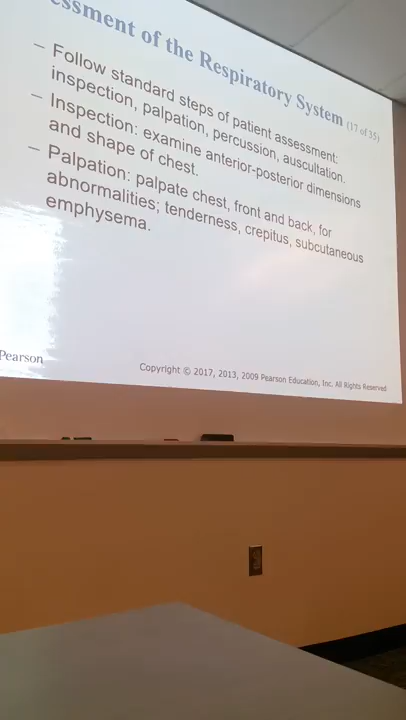 essment of the Respiratory System (17 of 35)
– Follow standard steps of patient assessment:
inspection, palpation, percussion, auscultation.
– Inspection: examine anterior-posterior dimensions
and shape of chest.
– Palpation: palpate chest, front and back, for
abnormalities; tenderness, crepitus, subcutaneous
emphysema.
Pearson
Copyright © 2017, 2013, 2009 Pearson Education, Inc. All Rights Reserved